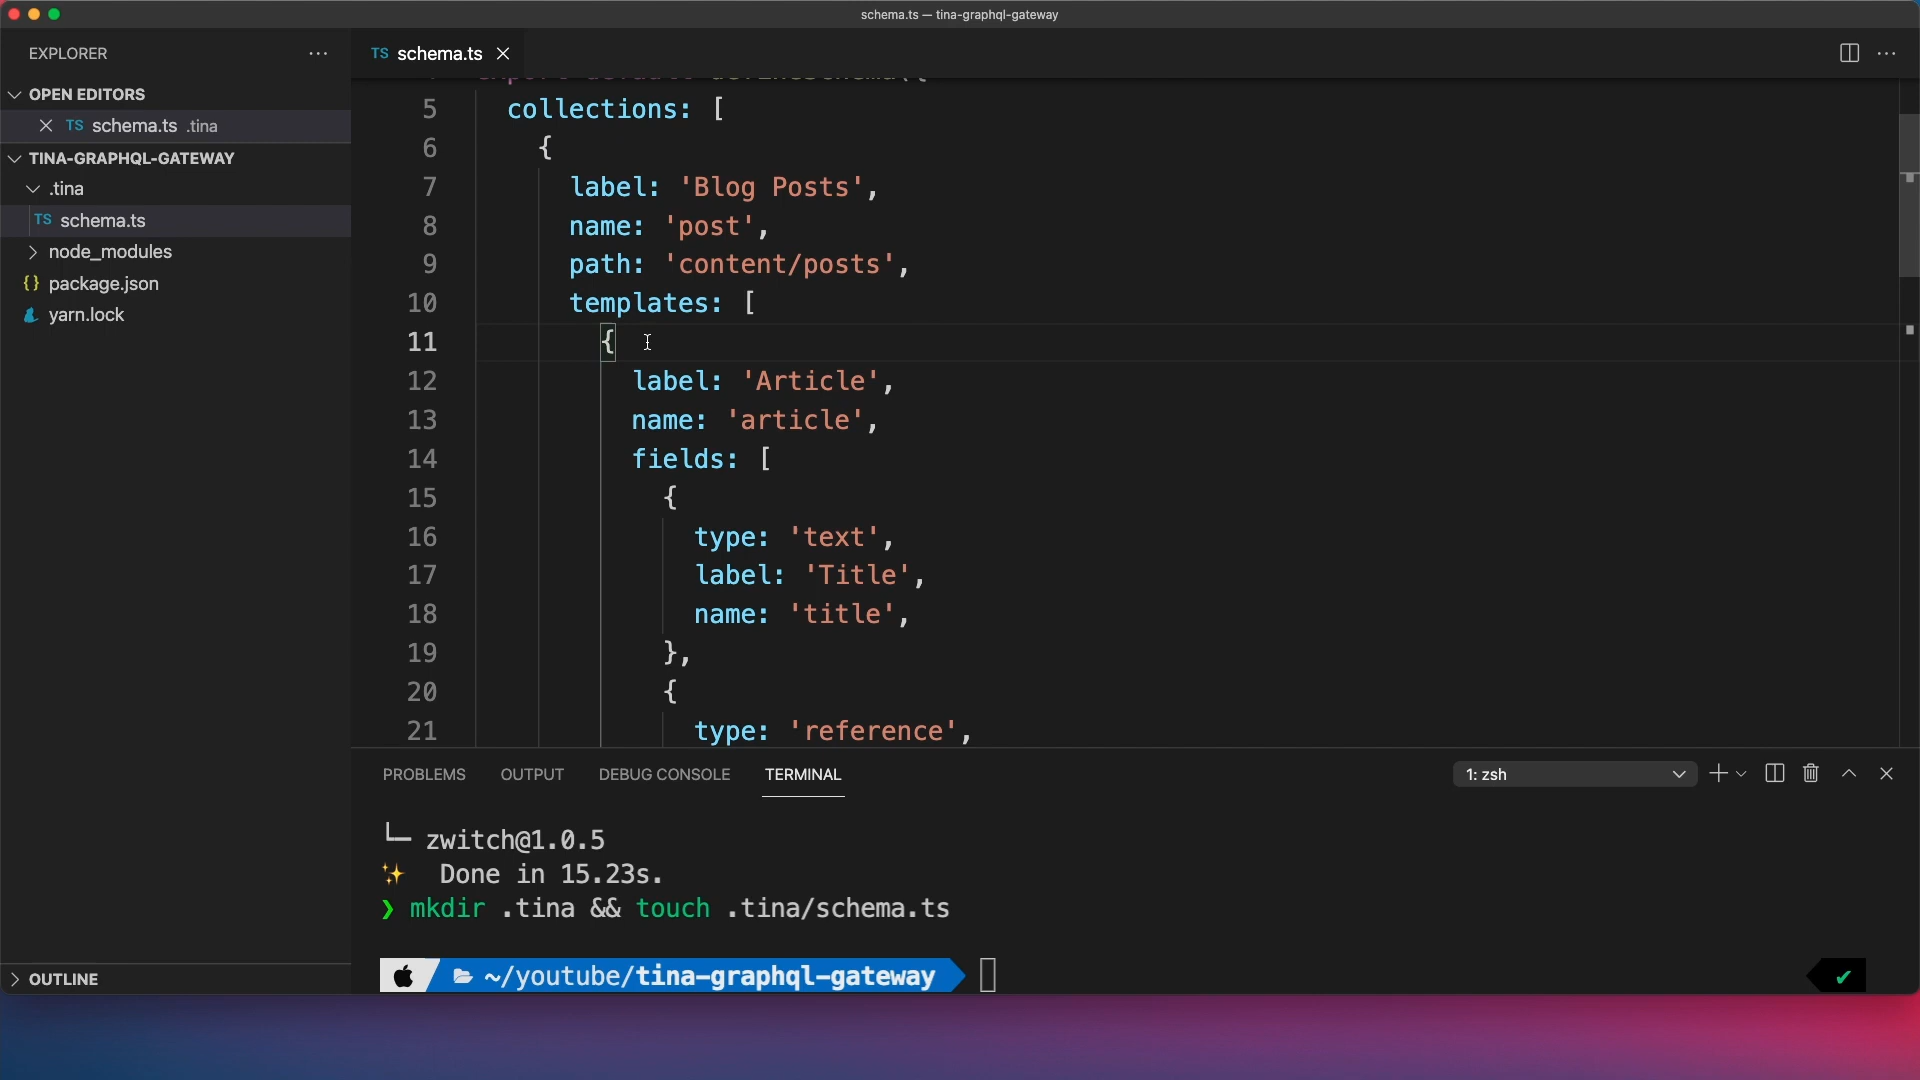 schema.ts — tina-graphql-gateway
EXPLORER
TS schema.ts
OPEN EDITORS
TS schema.ts .tina
TINA-GRAPHQL-GATEWAY
.tina
TS schema.ts
node_modules
{} package.json
yarn.lock
OUTLINE
export default defineSchema({
5 collections: [
6 {
7 label: 'Blog Posts',
8 name: 'post',
9 path: 'content/posts',
10 templates: [
11 {
12 label: 'Article',
13 name: 'article',
14 fields: [
15 {
16 type: 'text',
17 label: 'Title',
18 name: 'title',
19 },
20 {
21 type: 'reference',
PROBLEMS OUTPUT DEBUG CONSOLE TERMINAL
1: zsh
└─ zwitch@1.0.5
✨ Done in 15.23s.
❯ mkdir .tina && touch .tina/schema.ts
~/youtube/tina-graphql-gateway